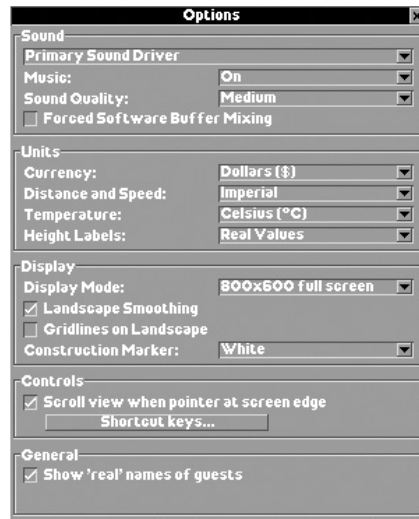 Options
Sound
Primary Sound Driver
Music: On
Sound Quality: Medium
Forced Software Buffer Mixing
Units
Currency: Dollars ($)
Distance and Speed: Imperial
Temperature: Celsius (°C)
Height Labels: Real Values
Display
Display Mode: 800x600 full screen
Landscape Smoothing
Gridlines on Landscape
Construction Marker: White
Controls
Scroll view when pointer at screen edge
Shortcut keys...
General
Show 'real' names of guests